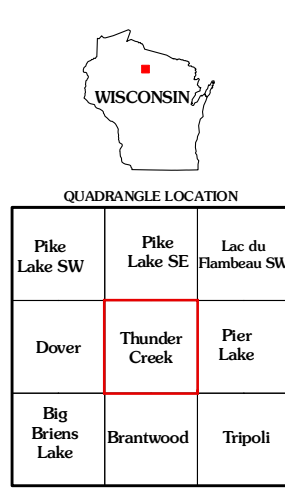 WISCONSIN
QUADRANGLE LOCATION
Pike
Lake SW
Pike
Lake SE
Lac du
Flambeau SW
Dover
Thunder
Creek
Pier
Lake
Big
Briens
Lake
Brantwood
Tripoli